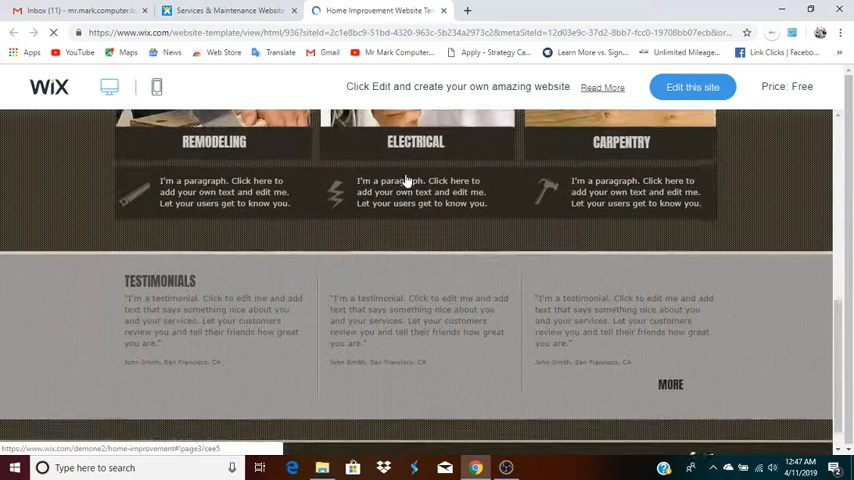 Inbox (11) - mr.mark.computer.k
Services & Maintenance Website
Home Improvement Website Tem
https://www.wix.com/website-template/view/html/936?siteId=2c1e8bc9-51bd-4320-963c-5b234a2973c2&metaSiteId=12d03e9c-37d2-8bb7-fcc0-19708bb07ecb&or...
Apps
News
YouTube
Maps
Web Store
Translate
Gmail
Mr Mark Computer...
Apply - Strategy Ca...
Learn More vs. Sign...
Unlimited Mileage...
Link Clicks | Faceboo...
WiX
Click Edit and create your own amazing website
Read More
Edit this site
Price: Free
REMODELING
ELECTRICAL
CARPENTRY
I'm a paragraph. Click here to
add your own text and edit me.
Let your users get to know you.
I'm a paragraph. Click here to
add your own text and edit me.
Let your users get to know you.
I'm a paragraph. Click here to
add your own text and edit me.
Let your users get to know you.
TESTIMONIALS
"I'm a testimonial. Click to edit me and add
text that says something nice about you
and your services. Let your customers
review you and tell their friends how great
you are."
John Smith, San Francisco, CA
"I'm a testimonial. Click to edit me and add
text that says something nice about you
and your services. Let your customers
review you and tell their friends how great
you are."
John Smith, San Francisco, CA
"I'm a testimonial. Click to edit me and add
text that says something nice about you
and your services. Let your customers
review you and tell their friends how great
you are."
John Smith, San Francisco, CA
MORE
https://www.wix.com/demone2/home-improvement#!page3/cee5
Type here to search
12:47 AM
4/11/2019